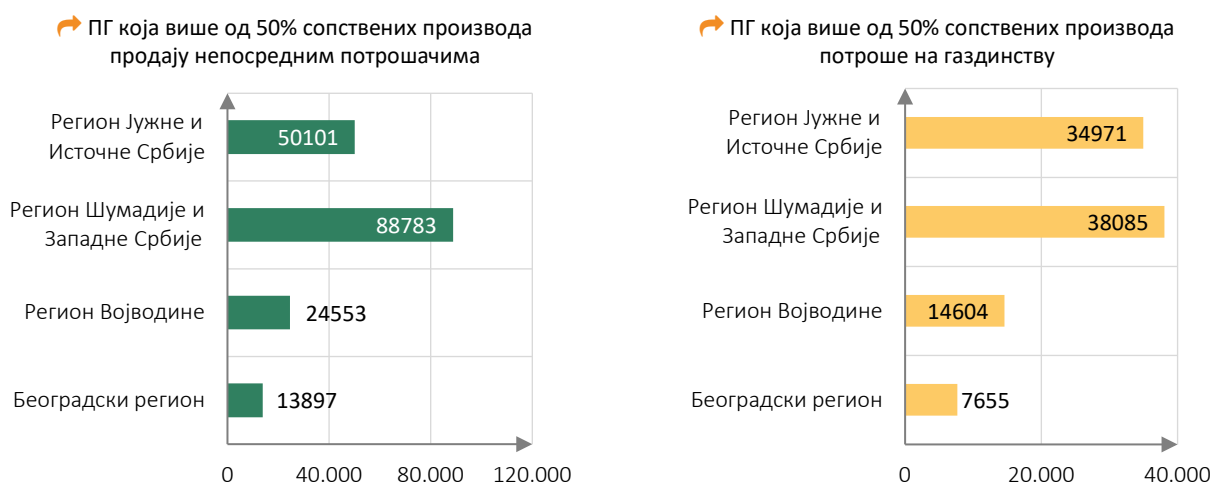 ПГ која више од 50% сопствених производа
продају непосредним потрошачима
Регион Јужне и
Источне Србије
50101
Регион Шумадије и
Западне Србије
88783
Регион Војводине
24553
Београдски регион
13897
0 40.000 80.000 120.000
ПГ која више од 50% сопствених производа
потроше на газдинству
Регион Јужне и
Источне Србије
34971
Регион Шумадије и
Западне Србије
38085
Регион Војводине
14604
Београдски регион
7655
0 20.000 40.000